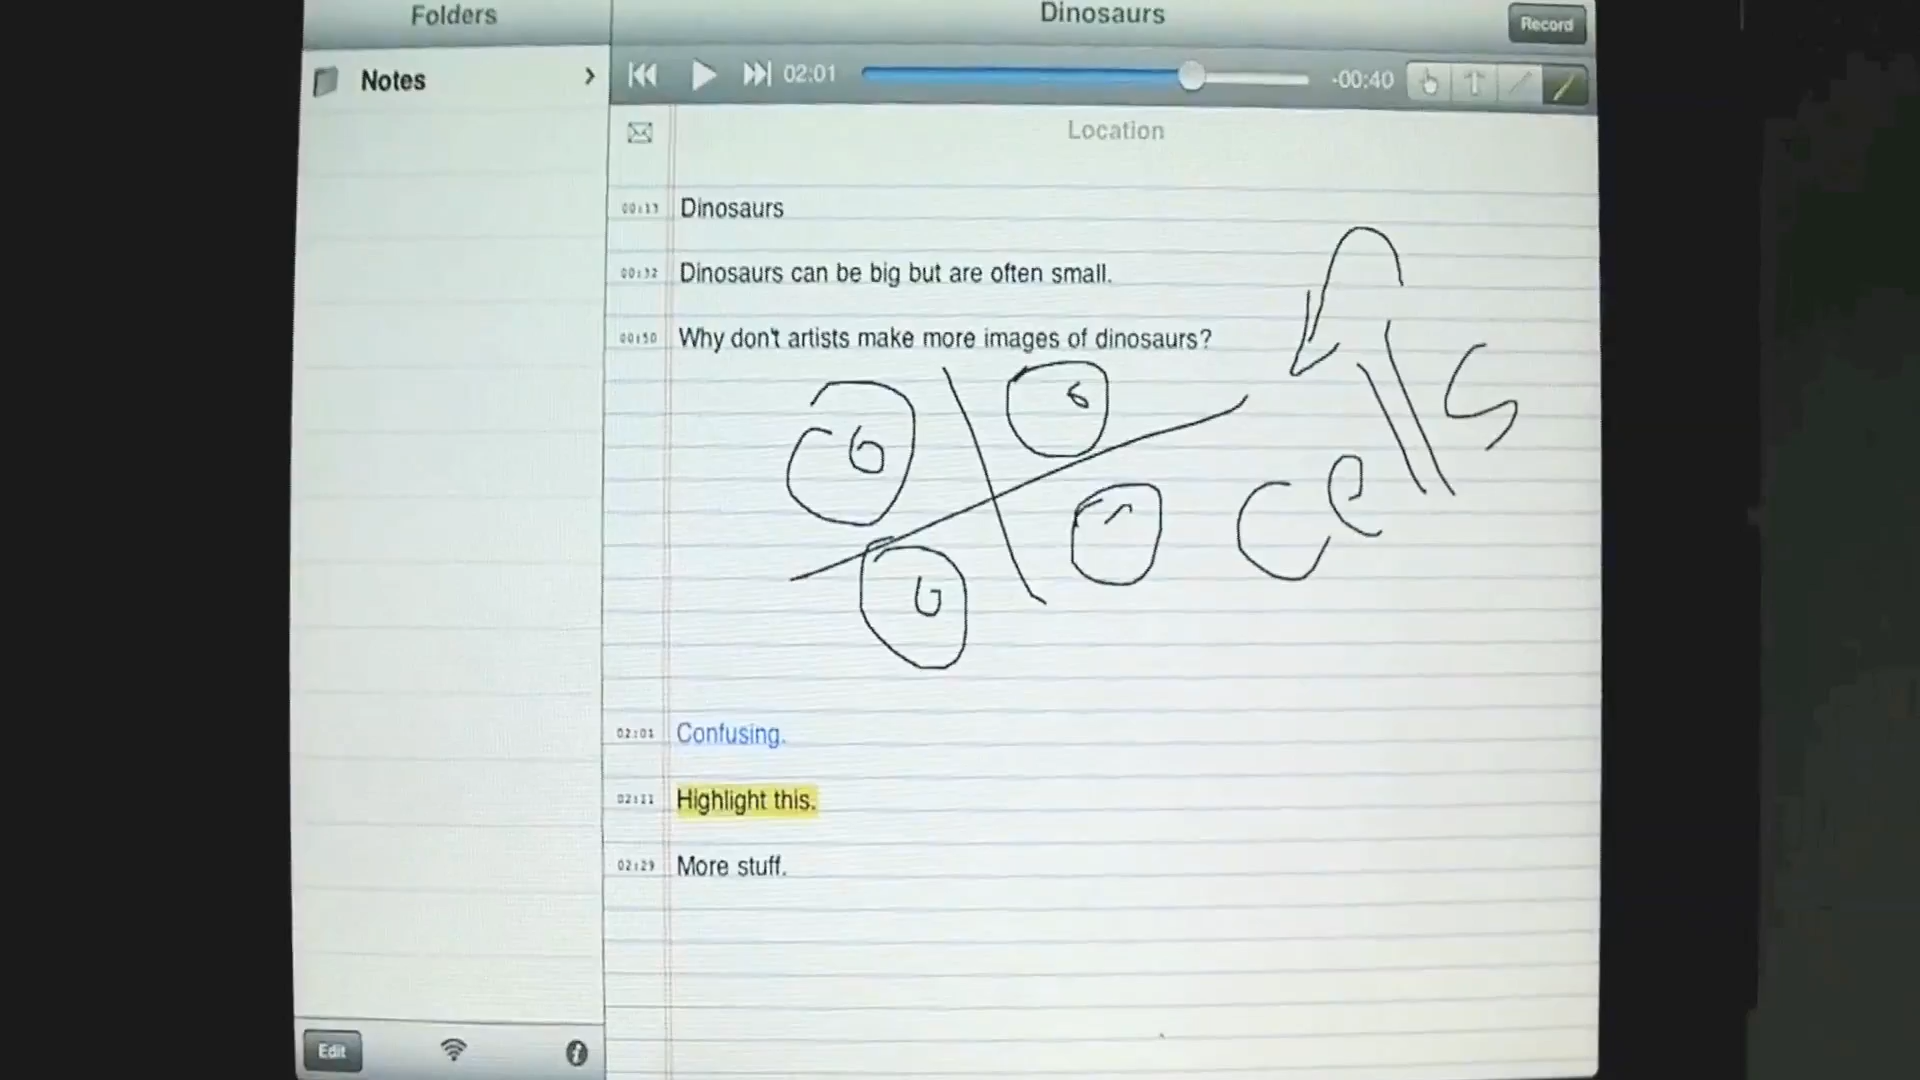 Folders
Dinosaurs
Record
Notes
02:01
-00:40
T
Location
00:13 Dinosaurs
00:32 Dinosaurs can be big but are often small.
00:50 Why don't artists make more images of dinosaurs?
cells
02:01 Confusing.
02:11 Highlight this.
02:29 More stuff.
Edit